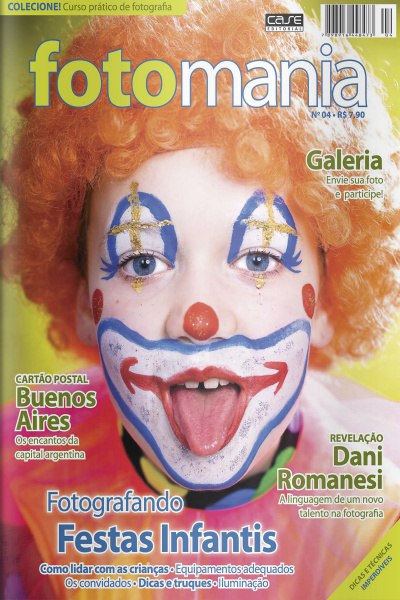 COLECIONE! Curso prático de fotografia
CASE
EDITORIAL
fotomania
Nº 04 • R$ 7,90
04
Galeria
Envie sua foto
e participe!
CARTÃO POSTAL
Buenos
Aires
Os encantos da
capital argentina
REVELAÇÃO
Dani
Romanesi
A linguagem de um novo
talento na fotografia
Fotografando
Festas Infantis
Como lidar com as crianças • Equipamentos adequados
Os convidados • Dicas e truques • Iluminação
DICAS E TÉCNICAS
IMPERDÍVEIS